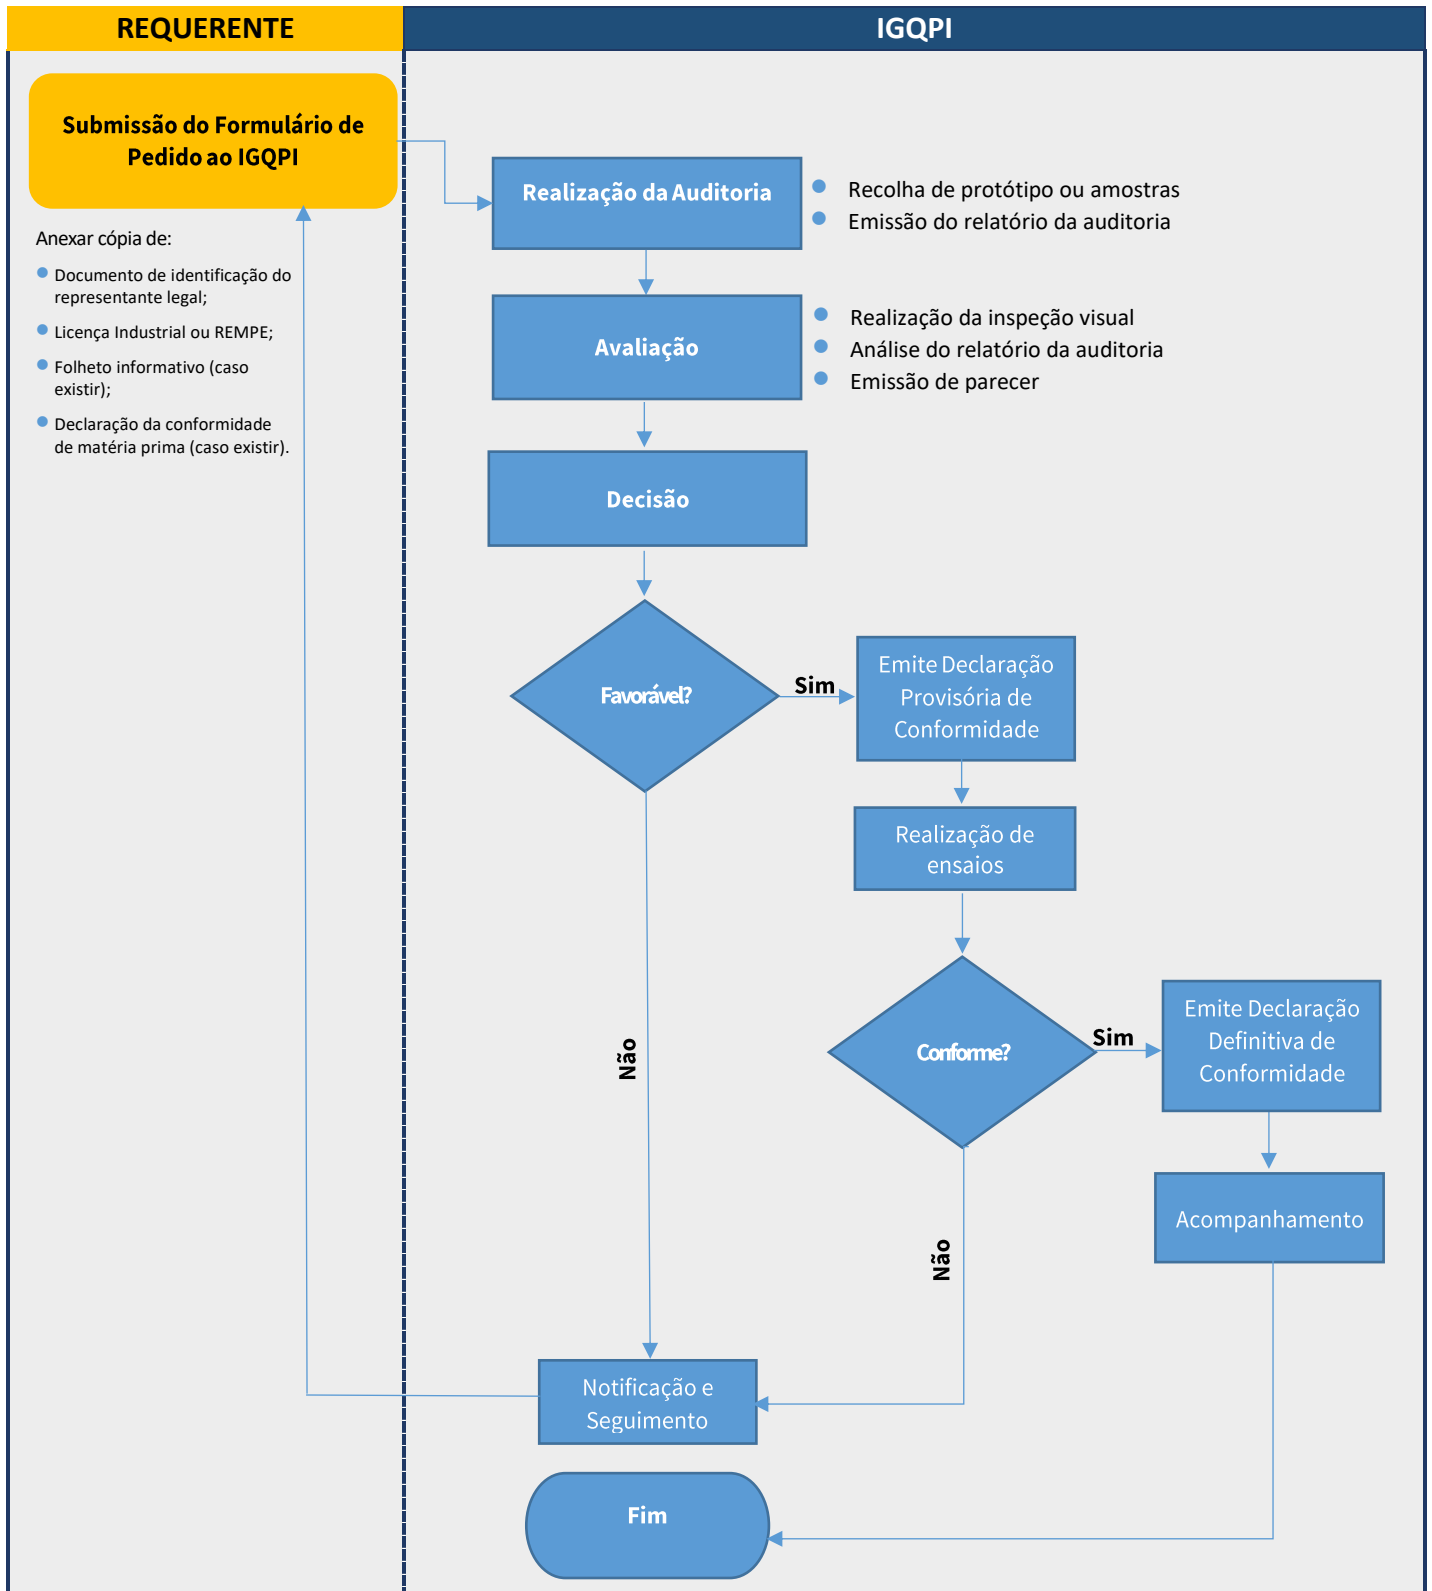 REQUERENTE
IGQPI
Submissão do Formulário de
Pedido ao IGQPI
Anexar cópia de:
Documento de identificação do
representante legal;
Licença Industrial ou REMPE;
Folheto informativo (caso
existir);
Declaração da conformidade
de matéria prima (caso existir).
Realização da Auditoria
Recolha de protótipo ou amostras
Emissão do relatório da auditoria
Avaliação
Realização da inspeção visual
Análise do relatório da auditoria
Emissão de parecer
Decisão
Favorável?
Sim
Emite Declaração
Provisória de
Conformidade
Realização de
ensaios
Não
Conforme?
Sim
Emite Declaração
Definitiva de
Conformidade
Acompanhamento
Não
Notificação e
Seguimento
Fim